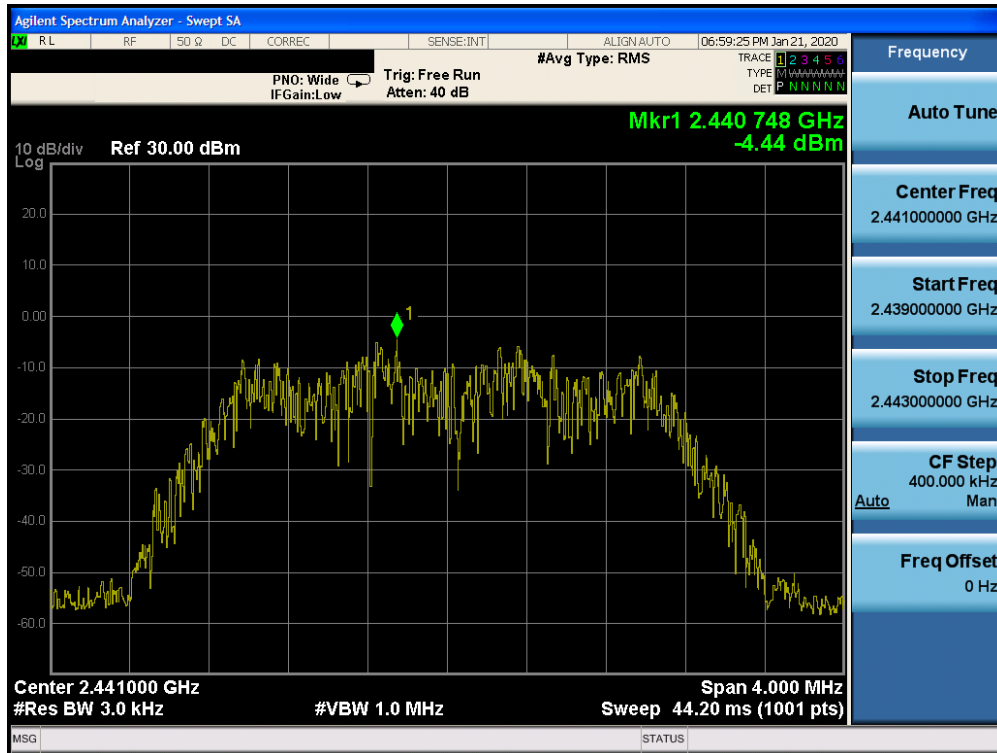 Agilent Spectrum Analyzer - Swept SA
LXI RL RF 50 Ω DC CORREC SENSE:INT ALIGN AUTO 06:59:25 PM Jan 21, 2020
#Avg Type: RMS TRACE 1 2 3 4 5 6
PNO: Wide Trig: Free Run TYPE M WWWWW
IFGain:Low Atten: 40 dB DET P N N N N N
Mkr1 2.440 748 GHz
-4.44 dBm
10 dB/div Ref 30.00 dBm
Log
20.0
10.0
0.00
-10.0
-20.0
-30.0
-40.0
-50.0
-60.0
1
Center 2.441000 GHz Span 4.000 MHz
#Res BW 3.0 kHz #VBW 1.0 MHz Sweep 44.20 ms (1001 pts)
MSG STATUS
Frequency
Auto Tune
Center Freq
2.441000000 GHz
Start Freq
2.439000000 GHz
Stop Freq
2.443000000 GHz
CF Step
400.000 kHz
Auto Man
Freq Offset
0 Hz